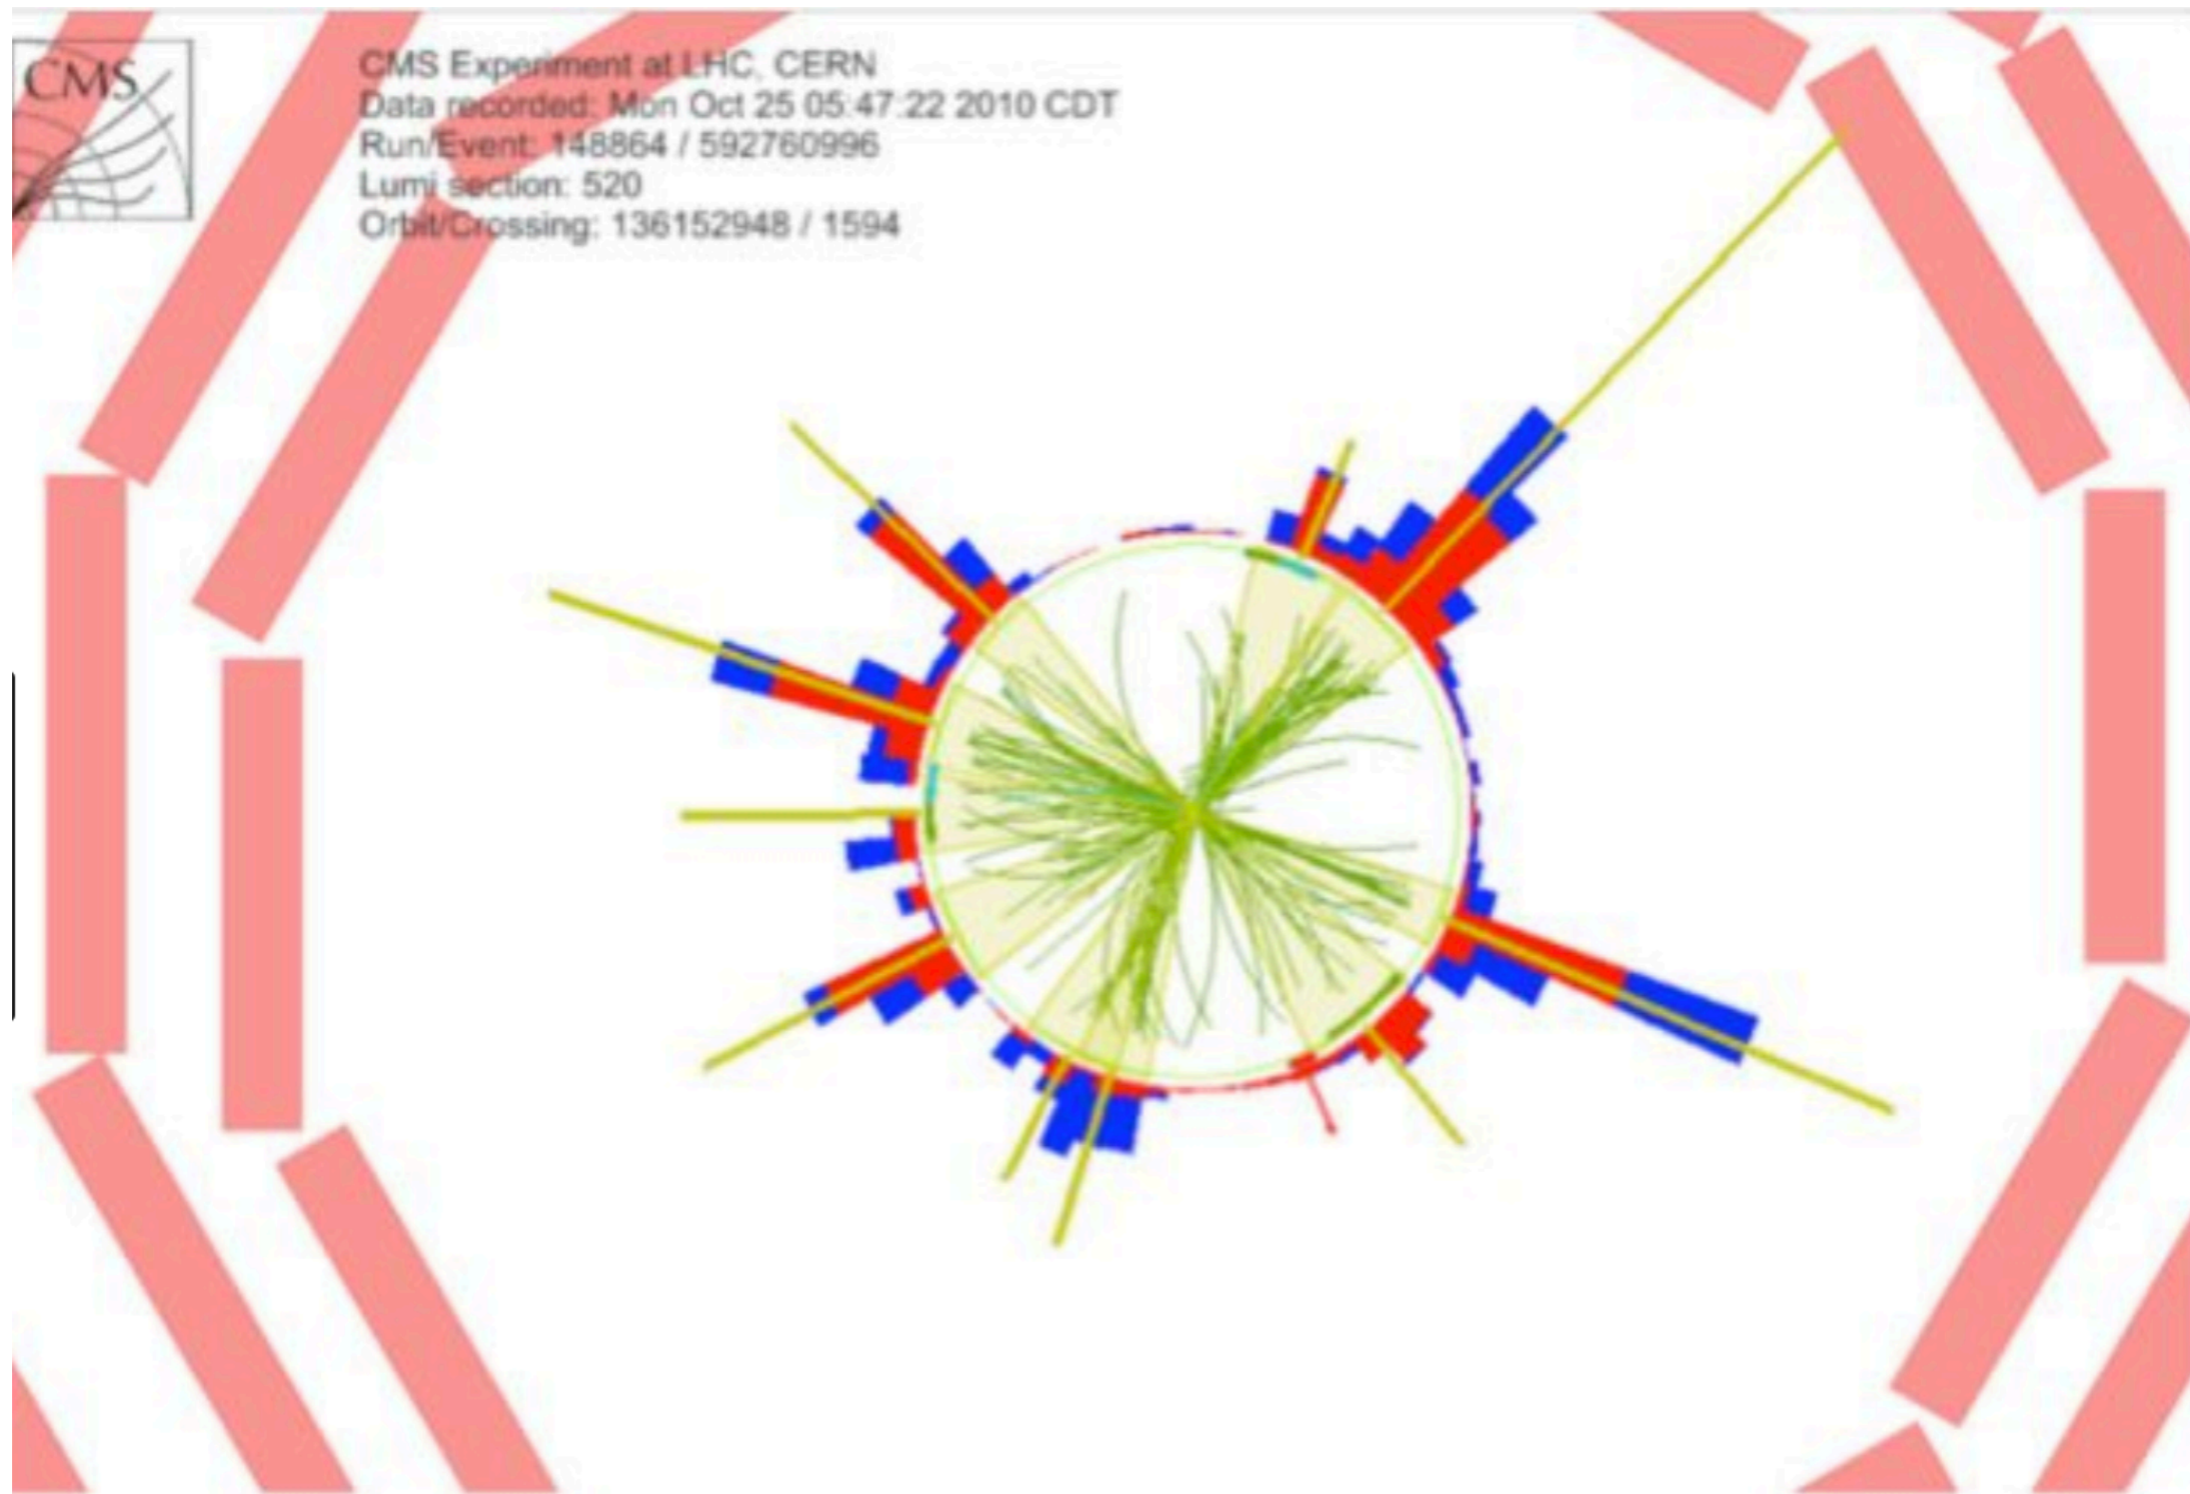 CMS
CMS Experiment at LHC, CERN
Data recorded: Mon Oct 25 05:47:22 2010 CDT
Run/Event: 148864 / 592760996
Lumi section: 520
Orbit/Crossing: 136152948 / 1594